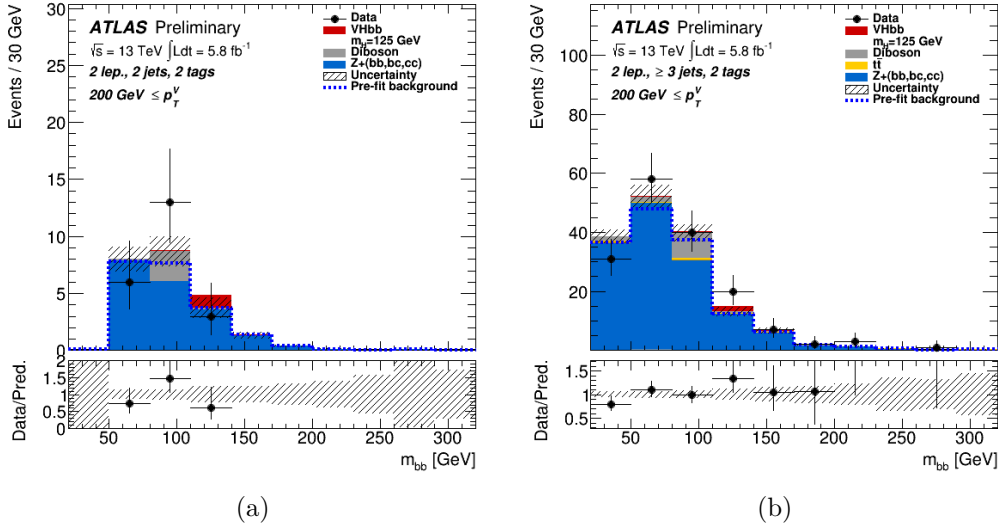 Events / 30 GeV
30
25
20
15
10
5
0
ATLAS Preliminary
√s = 13 TeV ∫Ldt = 5.8 fb⁻¹
2 lep., 2 jets, 2 tags
200 GeV ≤ p_T^V
Data
VHbb
m_H=125 GeV
Diboson
Z+(bb,bc,cc)
Uncertainty
Pre-fit background
Data/Pred.
2
1.5
1
0.5
0
50 100 150 200 250 300
m_bb [GeV]
(a)
Events / 30 GeV
100
80
60
40
20
ATLAS Preliminary
√s = 13 TeV ∫Ldt = 5.8 fb⁻¹
2 lep., ≥ 3 jets, 2 tags
200 GeV ≤ p_T^V
Data
VHbb
m_H=125 GeV
Diboson
tt̄
Z+(bb,bc,cc)
Uncertainty
Pre-fit background
Data/Pred.
1.5
1
0.5
50 100 150 200 250 300
m_bb [GeV]
(b)